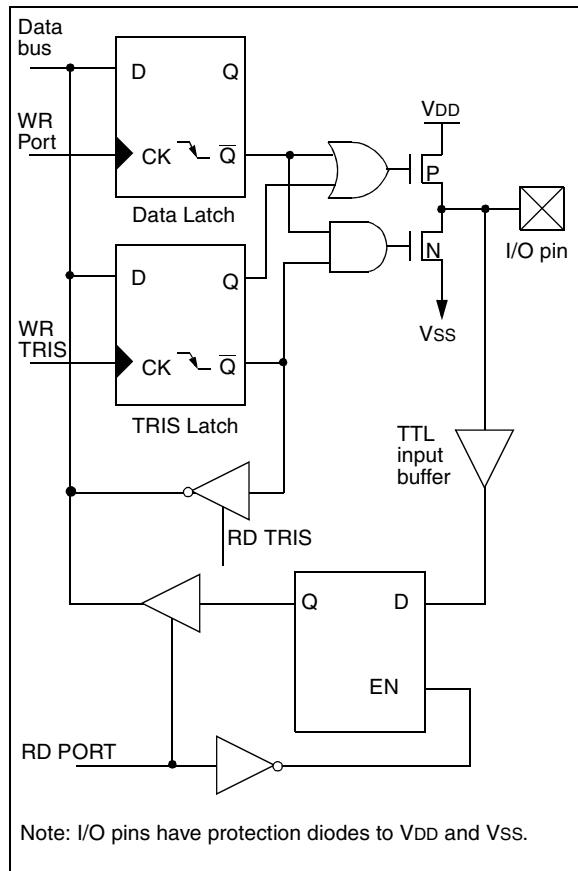 Data
bus
D
Q
VDD
WR
Port
CK
Q
P
Data Latch
N
I/O pin
D
Q
WR
TRIS
VSS
CK
Q
TRIS Latch
TTL
input
buffer
RD TRIS
Q
D
EN
RD PORT
Note: I/O pins have protection diodes to VDD and VSS.